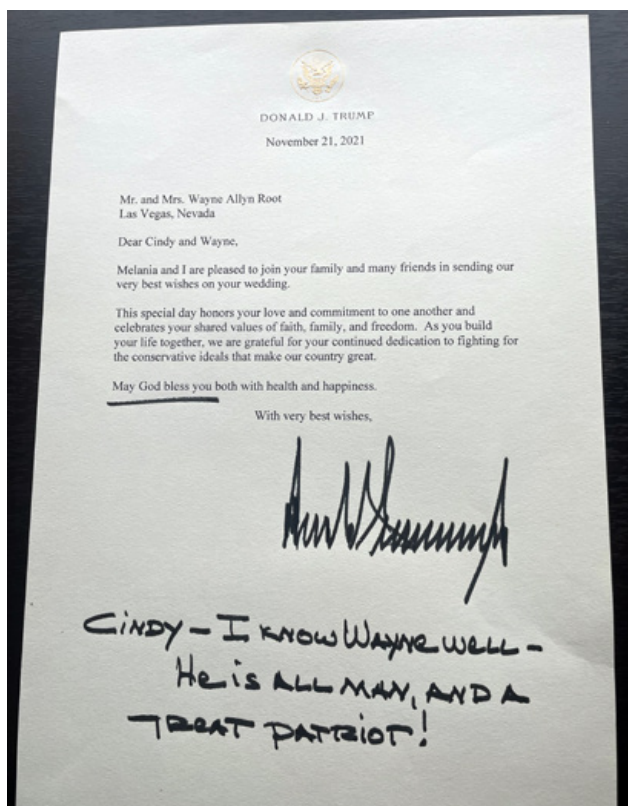 DONALD J. TRUMP
November 21, 2021
Mr. and Mrs. Wayne Allyn Root
Las Vegas, Nevada
Dear Cindy and Wayne,
Melania and I are pleased to join your family and many friends in sending our
very best wishes on your wedding.
This special day honors your love and commitment to one another and
celebrates your shared values of faith, family, and freedom. As you build
your life together, we are grateful for your continued dedication to fighting for
the conservative ideals that make our country great.
May God bless you both with health and happiness.
With very best wishes,
CINDY – I KNOW WAYNE WELL –
He is ALL MAN, AND A
GREAT PATRIOT!